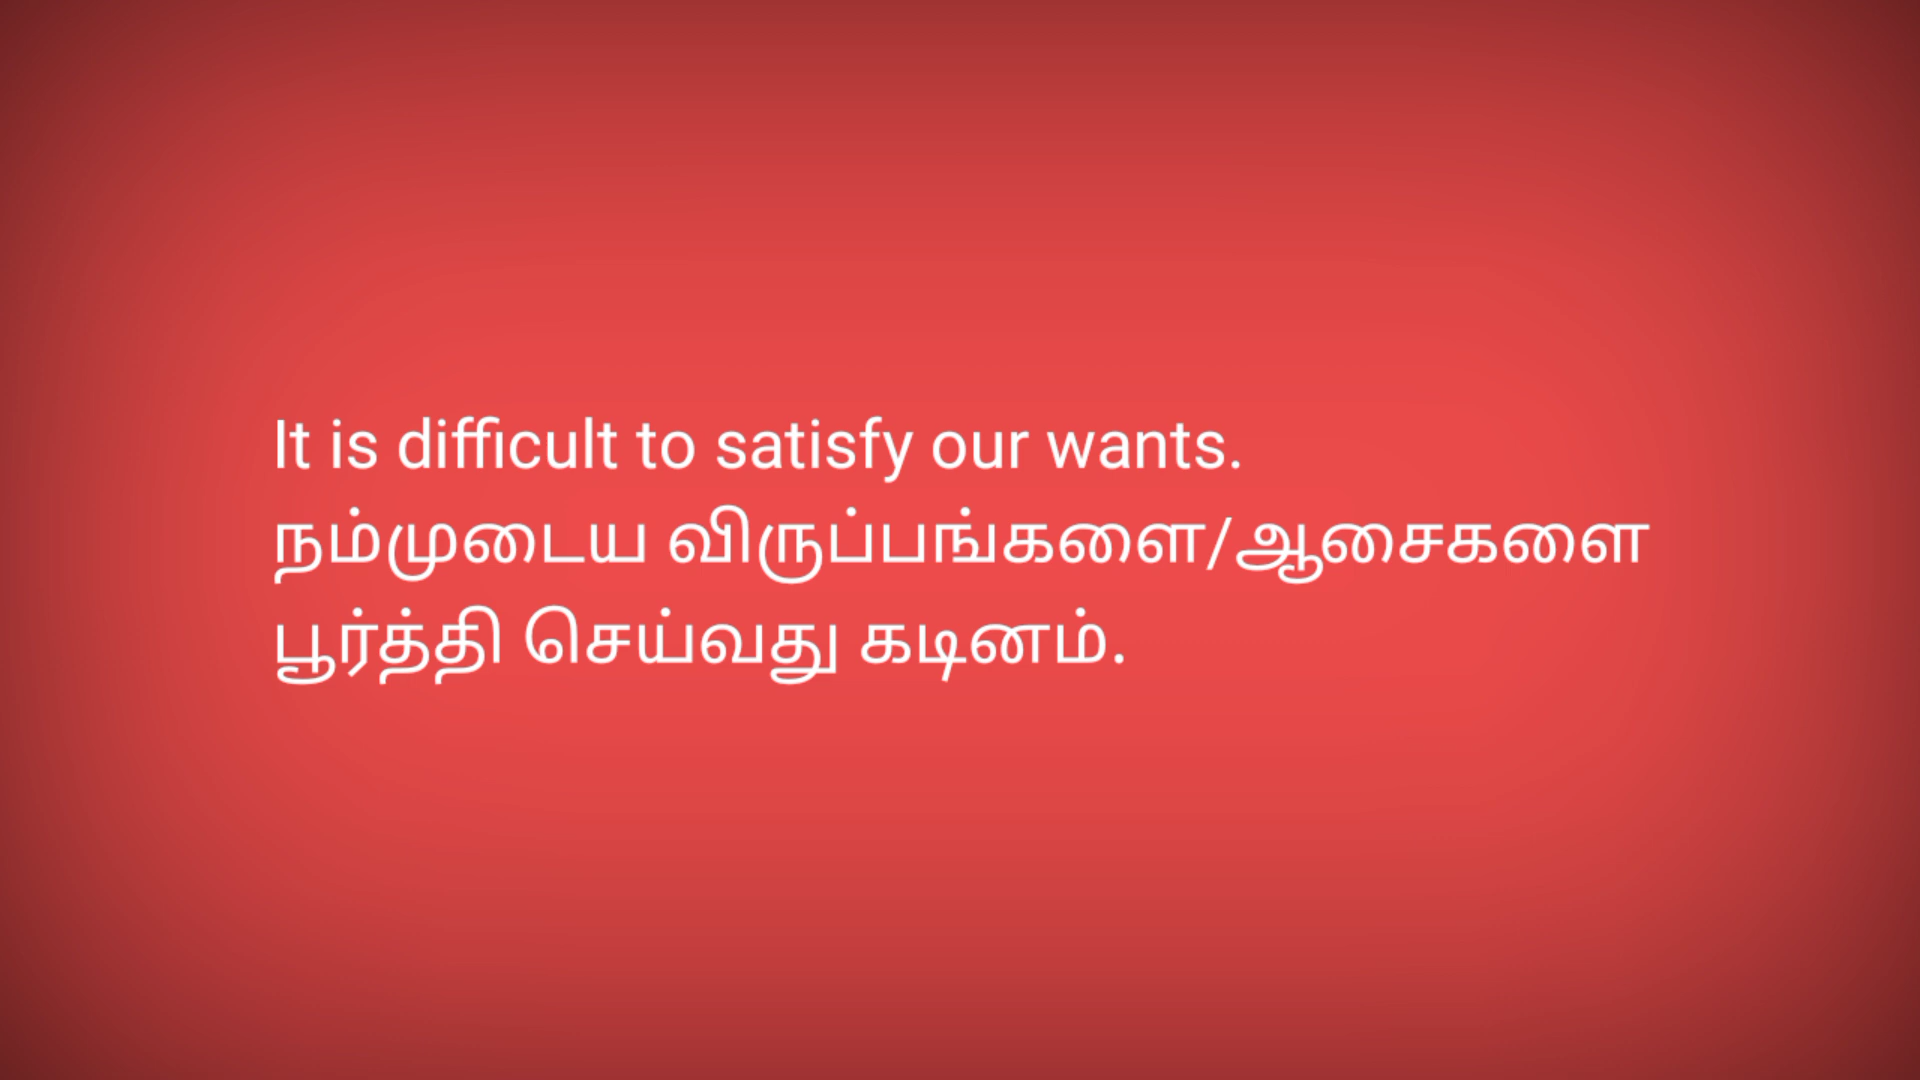 It is difficult to satisfy our wants.
நம்முடைய விருப்பங்களை/ஆசைகளை
பூர்த்தி செய்வது கடினம்.